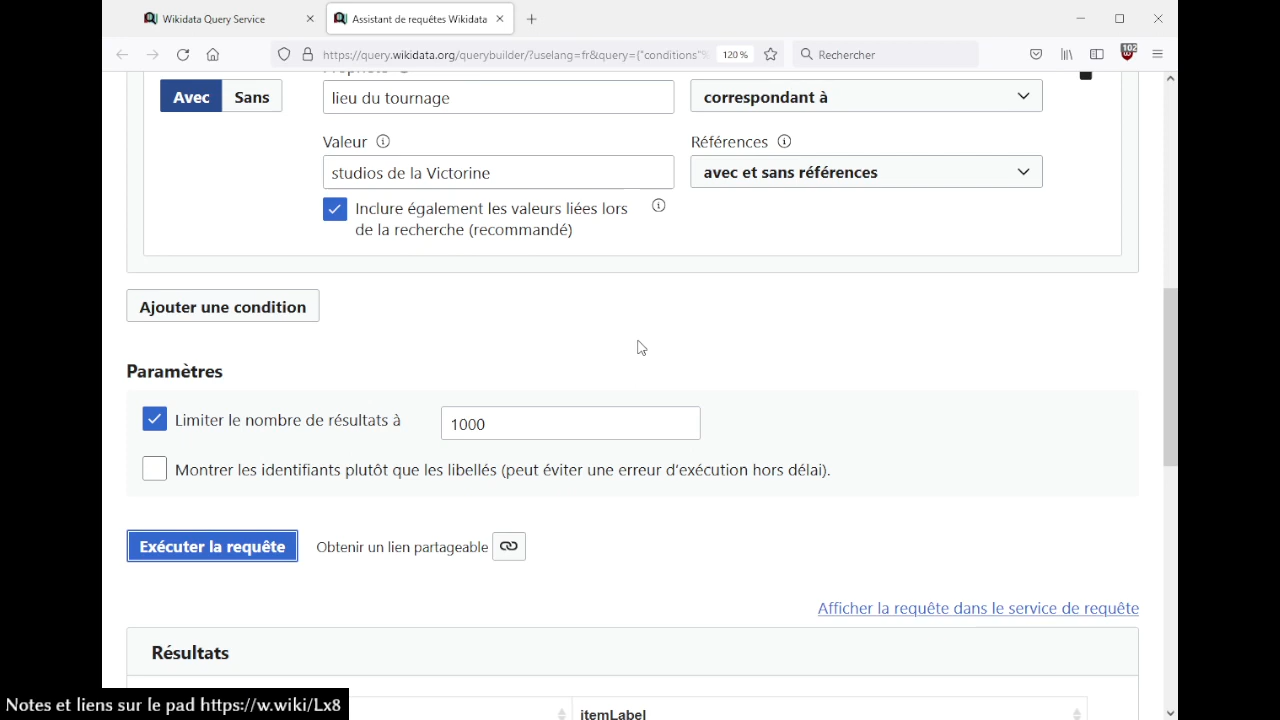 Wikidata Query Service
Assistant de requêtes Wikidata
https://query.wikidata.org/querybuilder/?uselang=fr&query={"conditions"%
120%
Rechercher
102
Avec
Sans
lieu du tournage
correspondant à
Valeur
Références
studios de la Victorine
avec et sans références
Inclure également les valeurs liées lors
de la recherche (recommandé)
Ajouter une condition
Paramètres
Limiter le nombre de résultats à
1000
Montrer les identifiants plutôt que les libellés (peut éviter une erreur d'exécution hors délai).
Exécuter la requête
Obtenir un lien partageable
Afficher la requête dans le service de requête
Résultats
Notes et liens sur le pad https://w.wiki/Lx8
itemLabel